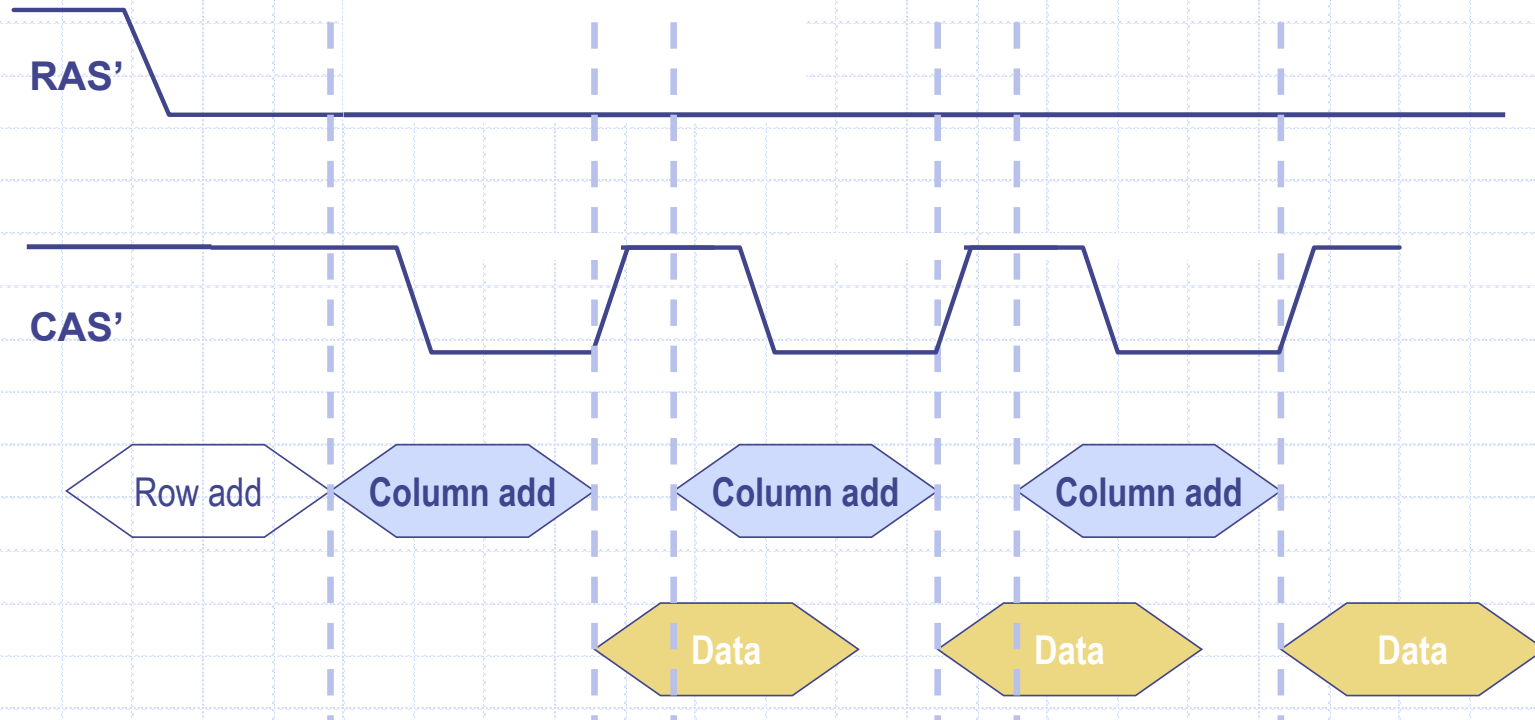 RAS’
CAS’
Row add
Column add
Column add
Column add
Data
Data
Data